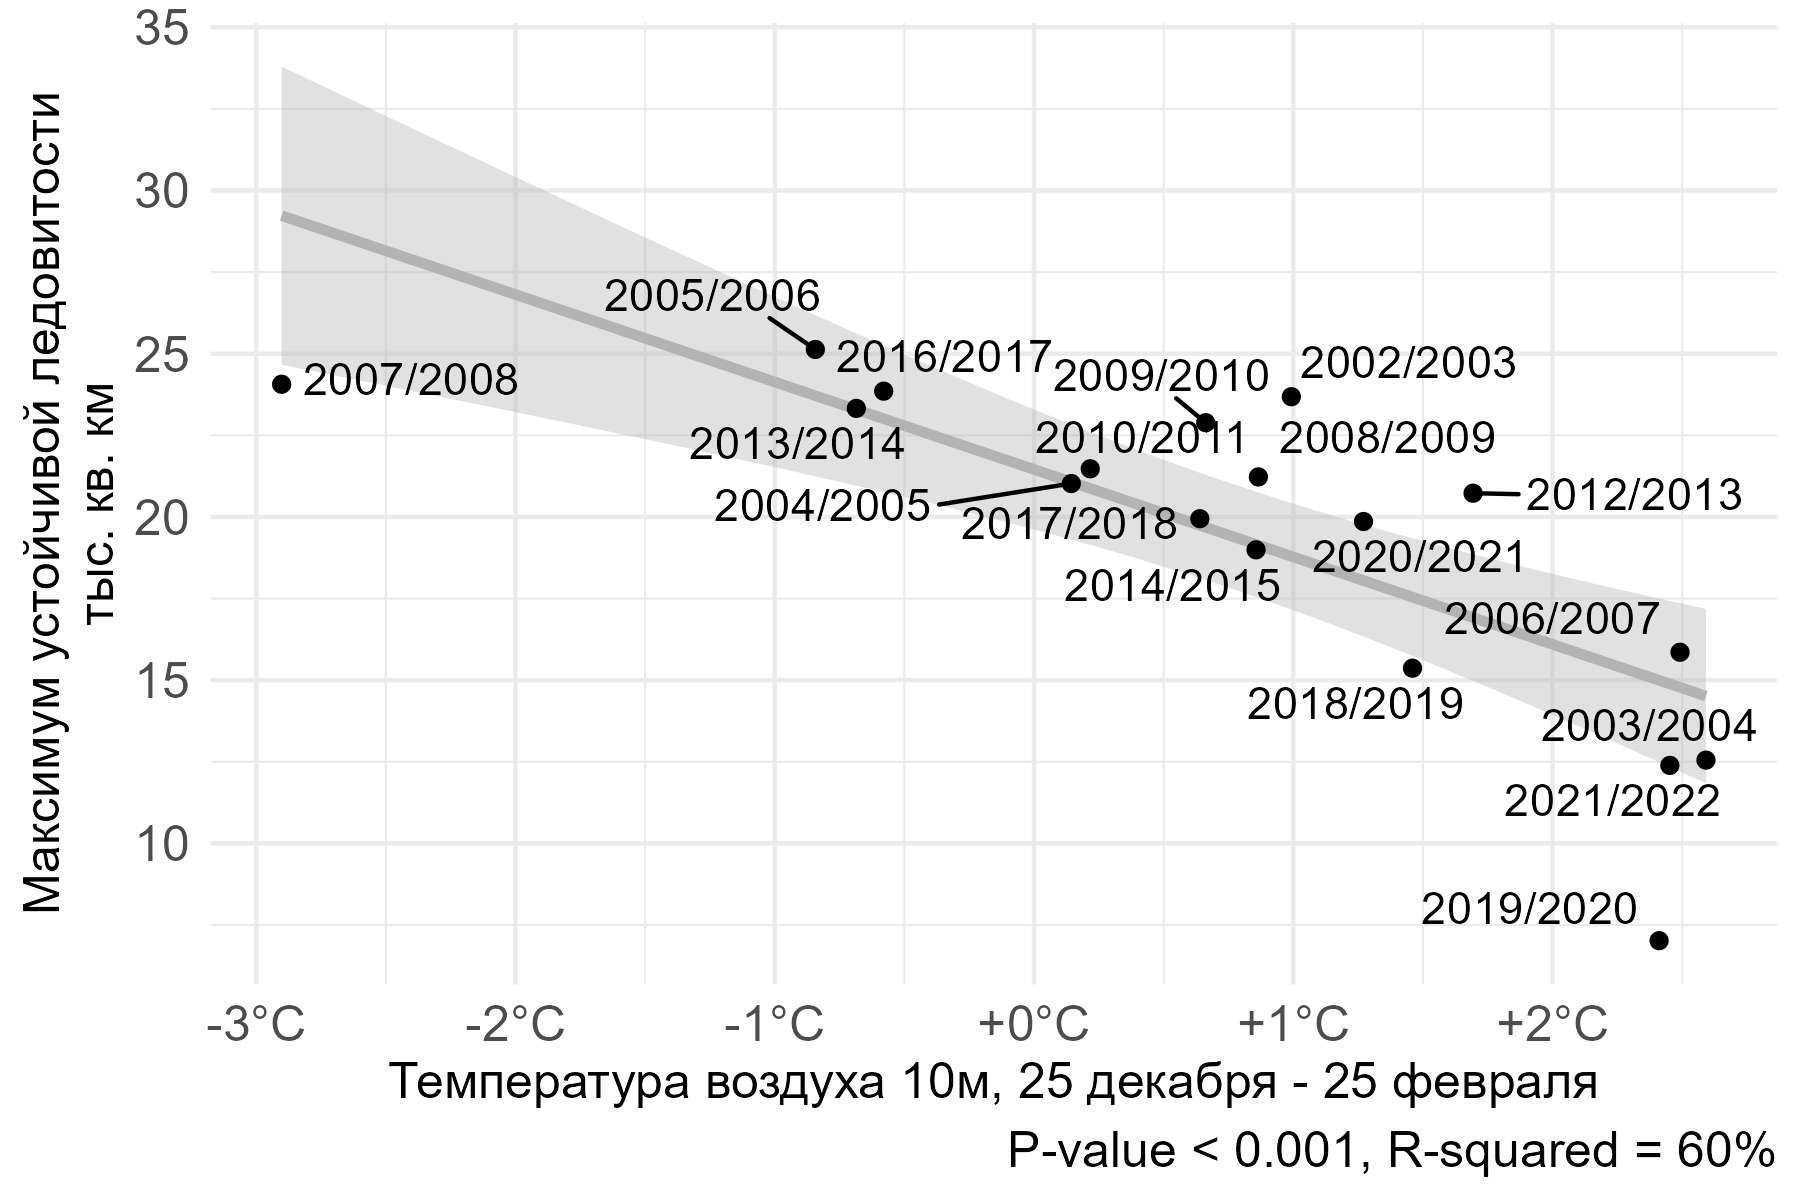 Максимум устойчивой ледовитости
тыс. кв. км
35
30
25
20
15
10
2005/2006
2016/2017
2009/2010
2002/2003
2007/2008
2013/2014
2010/2011
2008/2009
2004/2005
2017/2018
2012/2013
2014/2015
2020/2021
2006/2007
2018/2019
2003/2004
2021/2022
2019/2020
-3°C
-2°C
-1°C
+0°C
+1°C
+2°C
Температура воздуха 10м, 25 декабря - 25 февраля
P-value < 0.001, R-squared = 60%